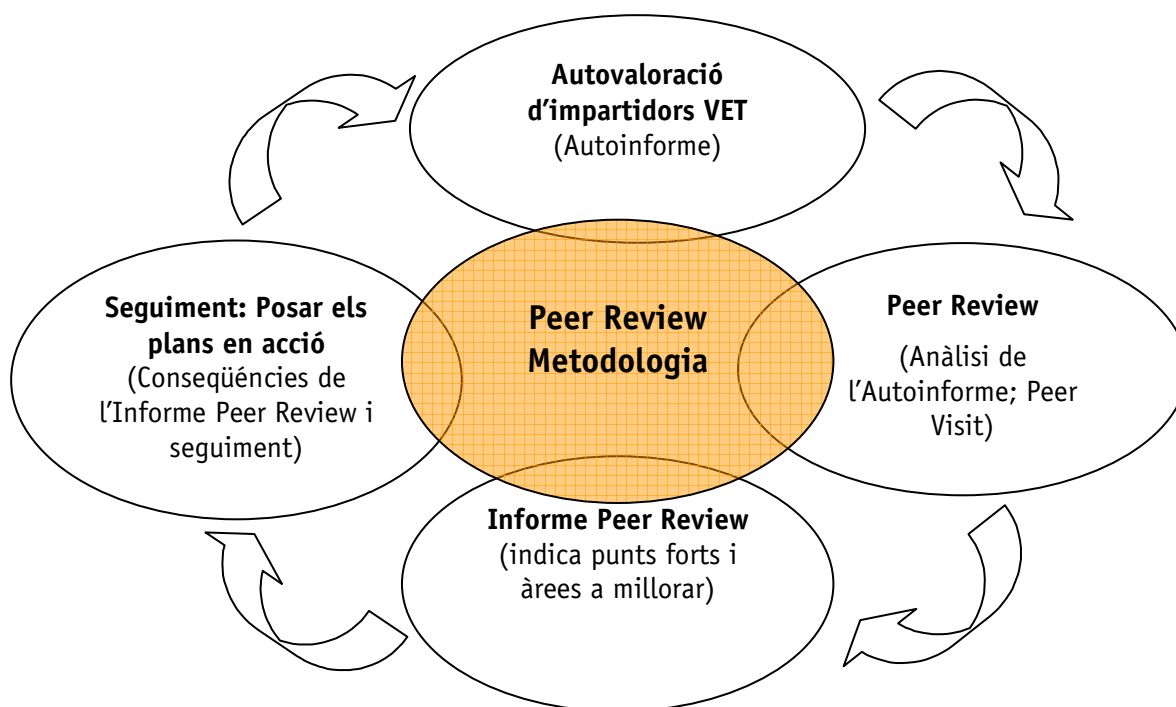 Autovaloració
d'impartidors VET
(Autoinforme)
Peer Review
Metodologia
Seguiment: Posar els
plans en acció
(Conseqüéncies de
l'Informe Peer Review i
seguiment)
Peer Review
(Anàlisi de
l'Autoinforme; Peer
Visit)
Informe Peer Review
(indica punts forts i
àrees a millorar)